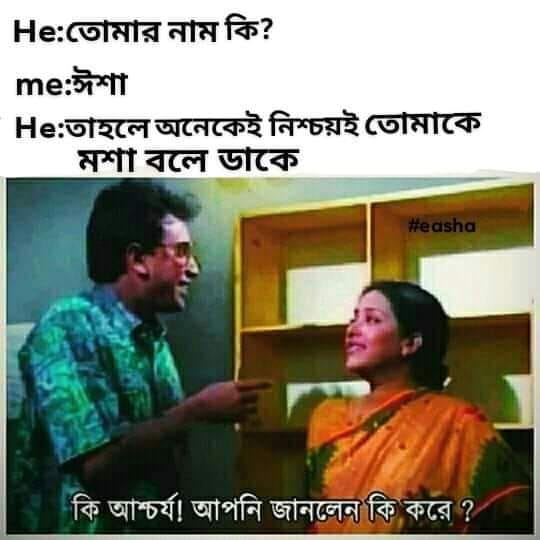 He:তোমার নাম কি?
me:ঈশা
He:তাহলে অনেকেই নিশ্চয়ই তোমাকে
মশা বলে ডাকে
#easha
কি আশ্চর্য! আপনি জানলেন কি করে ?